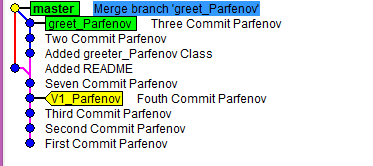 master Merge branch 'greet_Parfenov'
greet_Parfenov Three Commit Parfenov
Two Commit Parfenov
Added greeter_Parfenov Class
Added README
Seven Commit Parfenov
V1_Parfenov Fouth Commit Parfenov
Third Commit Parfenov
Second Commit Parfenov
First Commit Parfenov